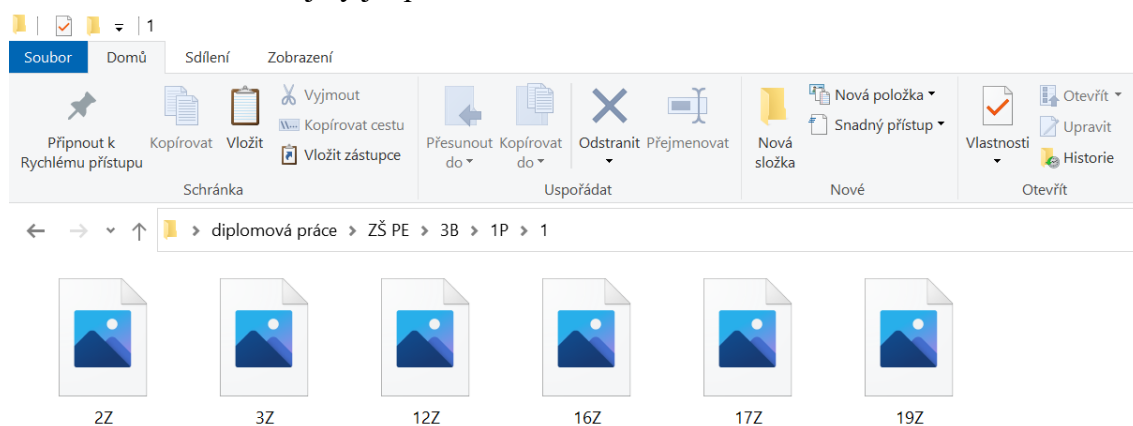 1
Soubor Domů Sdílení Zobrazení
Připnout k Rychlému přístupu
Kopírovat
Vložit
Vyjmout
Kopírovat cestu
Vložit zástupce
Schránka
Přesunout do
Kopírovat do
Odstranit
Přejmenovat
Uspořádat
Nová složka
Nová položka
Snadný přístup
Nové
Vlastnosti
Otevřít
Upravit
Historie
Otevřít
diplomová práce > ZŠ PE > 3B > 1P > 1
2Z 3Z 12Z 16Z 17Z 19Z